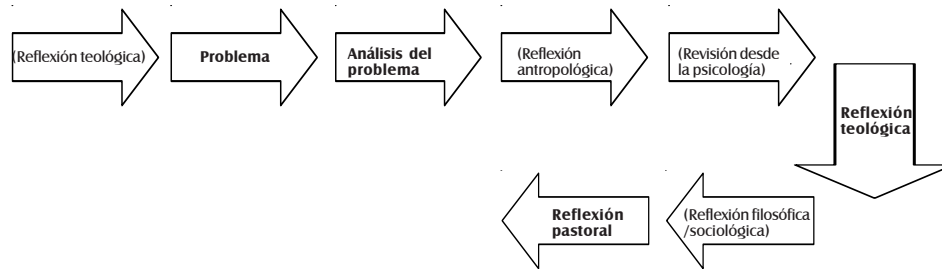 (Reflexión teológica)
Problema
Análisis del
problema
(Reflexión
antropológica)
(Revisión desde
la psicología)
Reflexión
teológica
(Reflexión filosófica
/sociológica)
Reflexión
pastoral